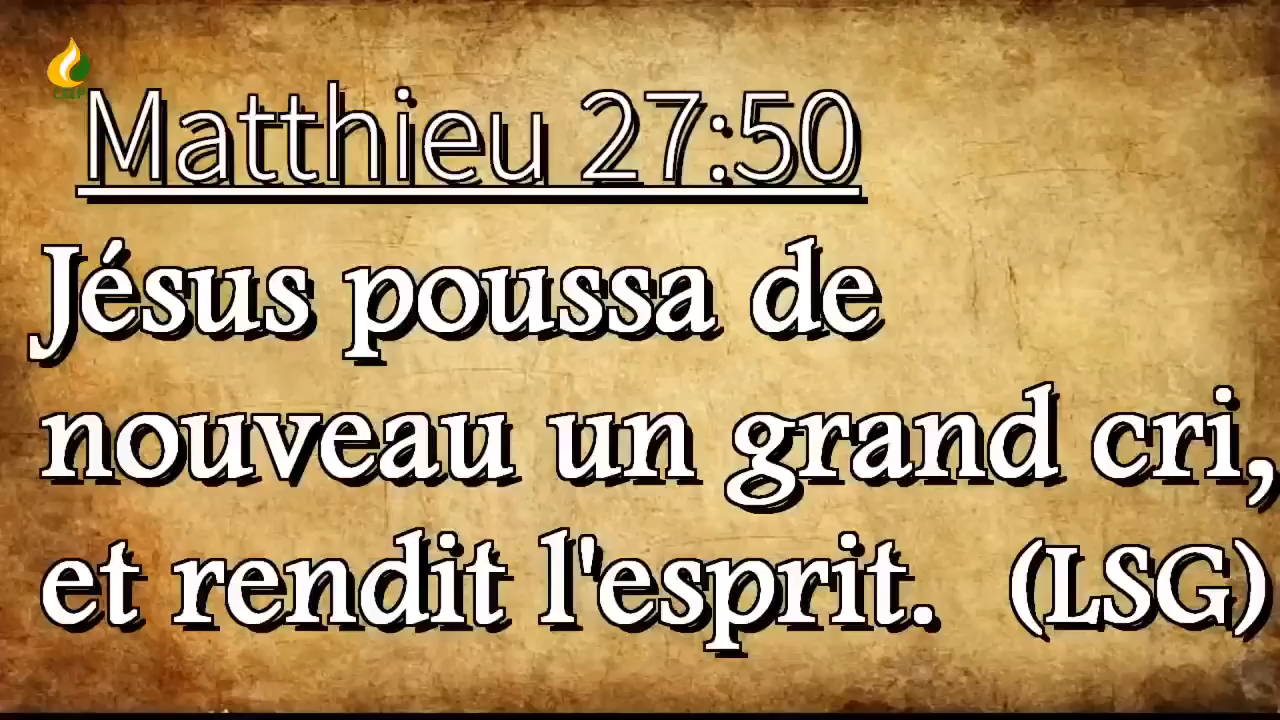 Matthieu 27:50
Jésus poussa de
nouveau un grand cri,
et rendit l'esprit. (LSG)